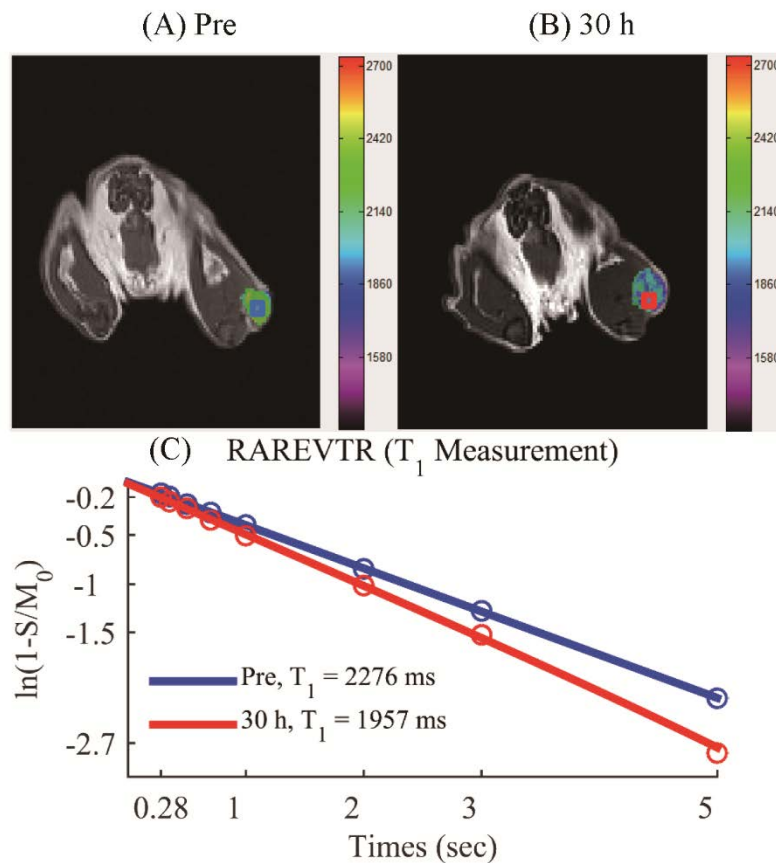 (A) Pre
(B) 30 h
2700
2420
2140
1860
1580
2700
2420
2140
1860
1580
(C) RAREVTR (T1 Measurement)
ln(1-S/M0)
-0.2
-0.5
-1
-1.5
-2.7
Pre, T1 = 2276 ms
30 h, T1 = 1957 ms
0.28 1 2 3 5
Times (sec)